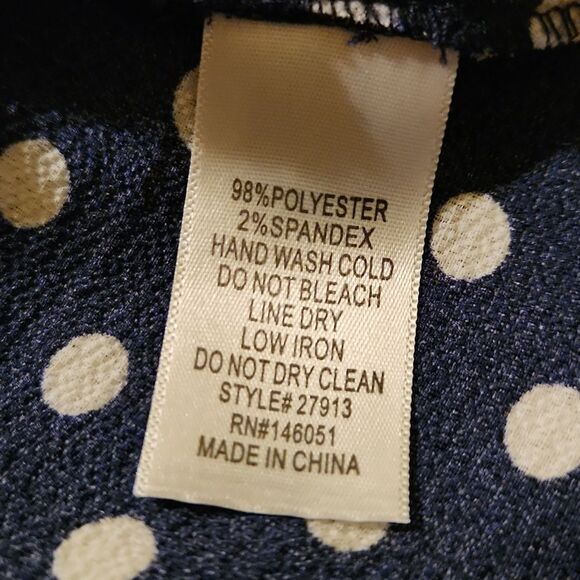 98%POLYESTER
2%SPANDEX
HAND WASH COLD
DO NOT BLEACH
LINE DRY
LOW IRON
DO NOT DRY CLEAN
STYLE# 27913
RN#146051
MADE IN CHINA